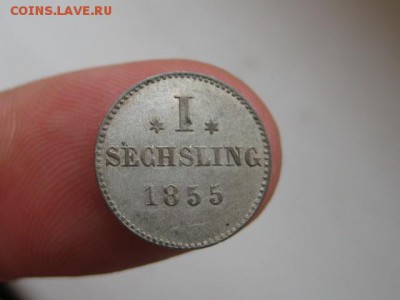 COINS.LAVE.RU
* I *
SECHSLING
1855